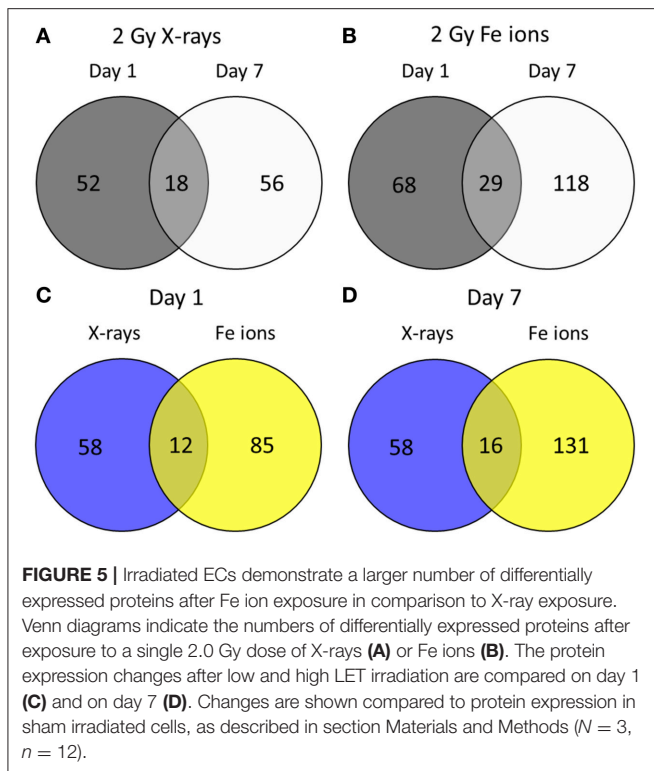 A 2 Gy X-rays B 2 Gy Fe ions
Day 1 Day 7 Day 1 Day 7
52 18 56 68 29 118
C Day 1 D Day 7
X-rays Fe ions X-rays Fe ions
58 12 85 58 16 131
FIGURE 5 | Irradiated ECs demonstrate a larger number of differentially
expressed proteins after Fe ion exposure in comparison to X-ray exposure.
Venn diagrams indicate the numbers of differentially expressed proteins after
exposure to a single 2.0 Gy dose of X-rays (A) or Fe ions (B). The protein
expression changes after low and high LET irradiation are compared on day 1
(C) and on day 7 (D). Changes are shown compared to protein expression in
sham irradiated cells, as described in section Materials and Methods (N = 3,
n = 12).